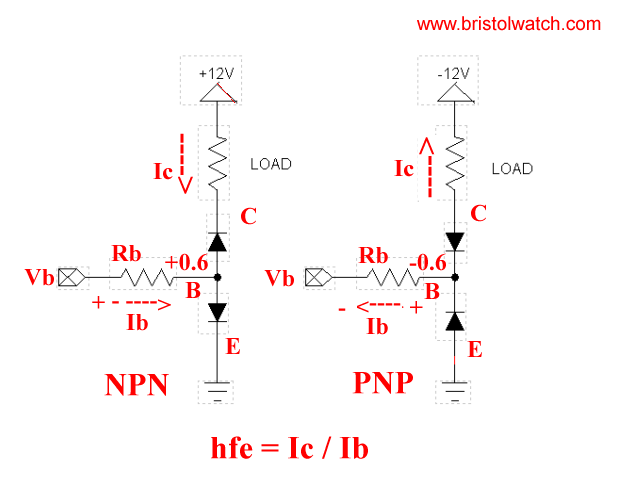 www.bristolwatch.com
+12V
Ic
LOAD
C
Rb
+0.6
Vb
B
+ - ---->
Ib
E
NPN
-12V
Ic
LOAD
C
Rb
-0.6
Vb
B
- <---- +
Ib
E
PNP
hfe = Ic / Ib